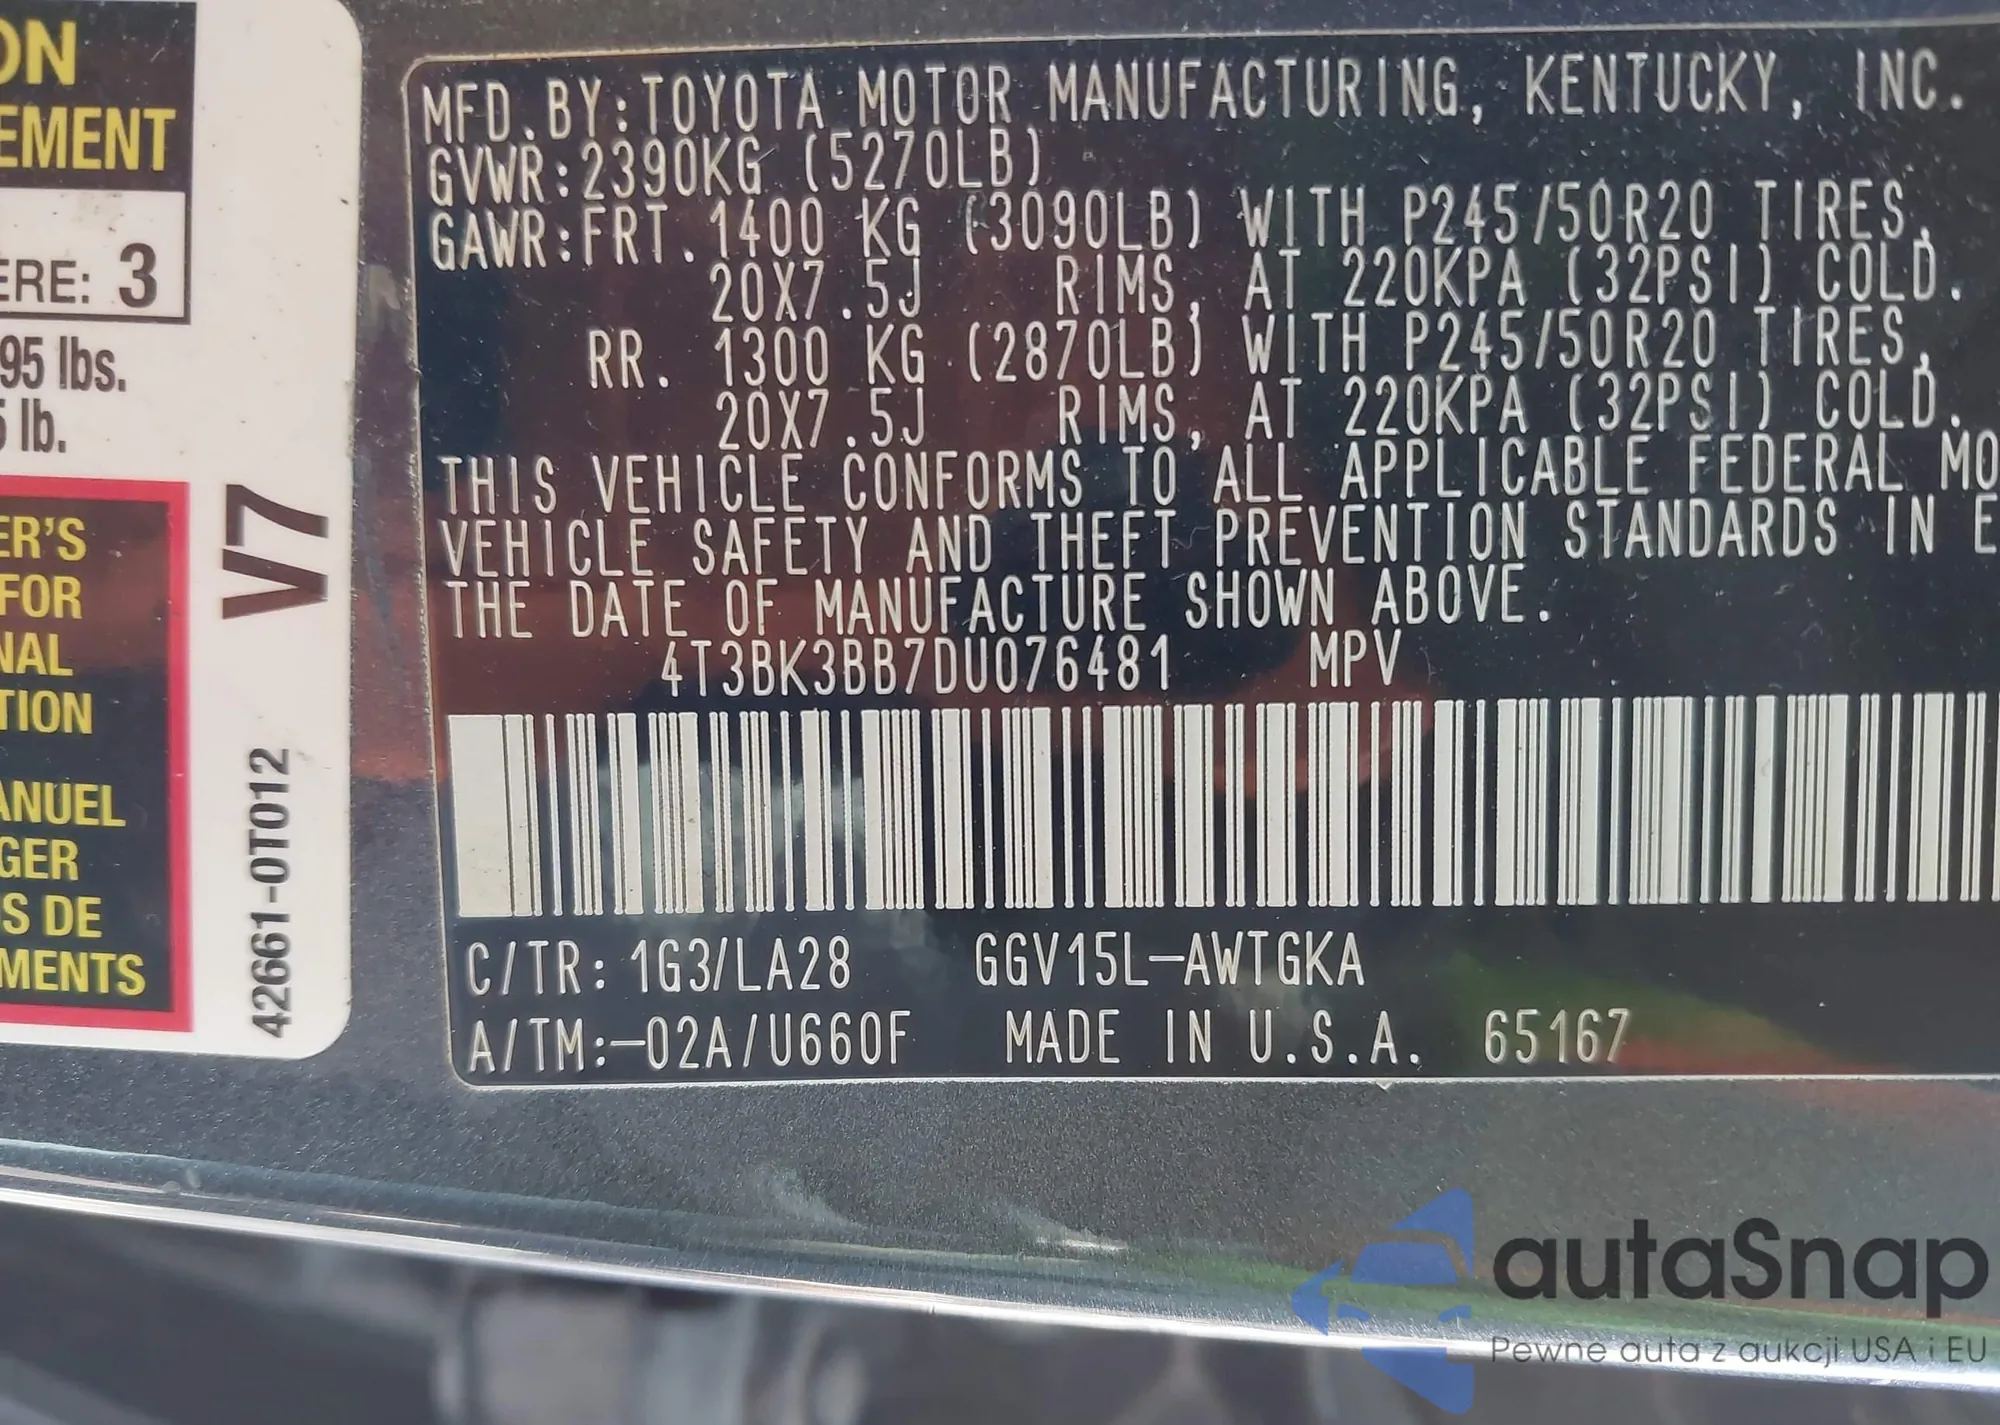 ON
EMENT
ERE: 3
95 lbs.
5 lb.
ER'S
FOR
NAL
TION
ANUEL
GER
S DE
MENTS
V7
42661-0T012
MFD.BY:TOYOTA MOTOR MANUFACTURING, KENTUCKY, INC.
GVWR:2390KG (5270LB)
GAWR:FRT. 1400 KG (3090LB) WITH P245/50R20 TIRES,
20X7.5J RIMS, AT 220KPA (32PSI) COLD.
RR. 1300 KG (2870LB) WITH P245/50R20 TIRES,
20X7.5J RIMS, AT 220KPA (32PSI) COLD.
THIS VEHICLE CONFORMS TO ALL APPLICABLE FEDERAL MO
VEHICLE SAFETY AND THEFT PREVENTION STANDARDS IN E
THE DATE OF MANUFACTURE SHOWN ABOVE.
4T3BK3BB7DU076481 MPV
C/TR: 1G3/LA28 GGV15L-AWTGKA
A/TM:-02A/U660F MADE IN U.S.A. 65167
autaSnap
Pewne auta z aukcji USA i EU